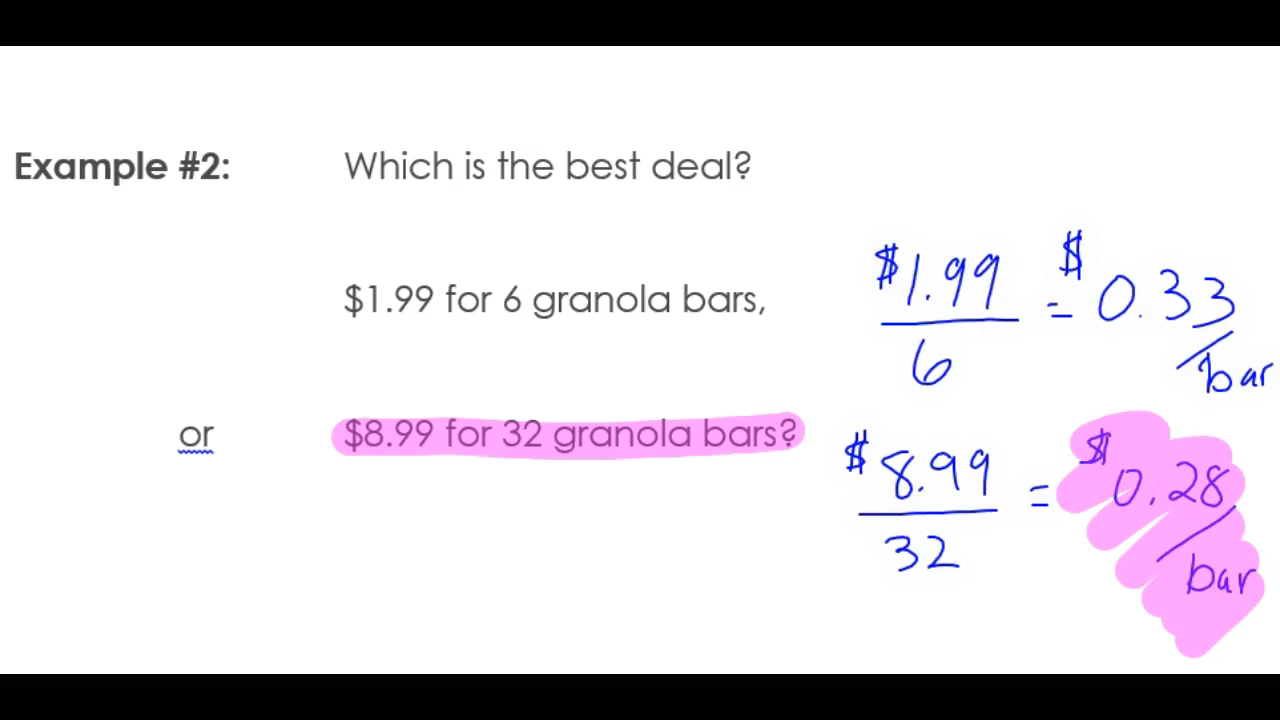 Example #2: Which is the best deal?
$1.99 for 6 granola bars,
$1.99 / 6 = $0.33 / bar
or $8.99 for 32 granola bars?
$8.99 / 32 = $0.28 / bar